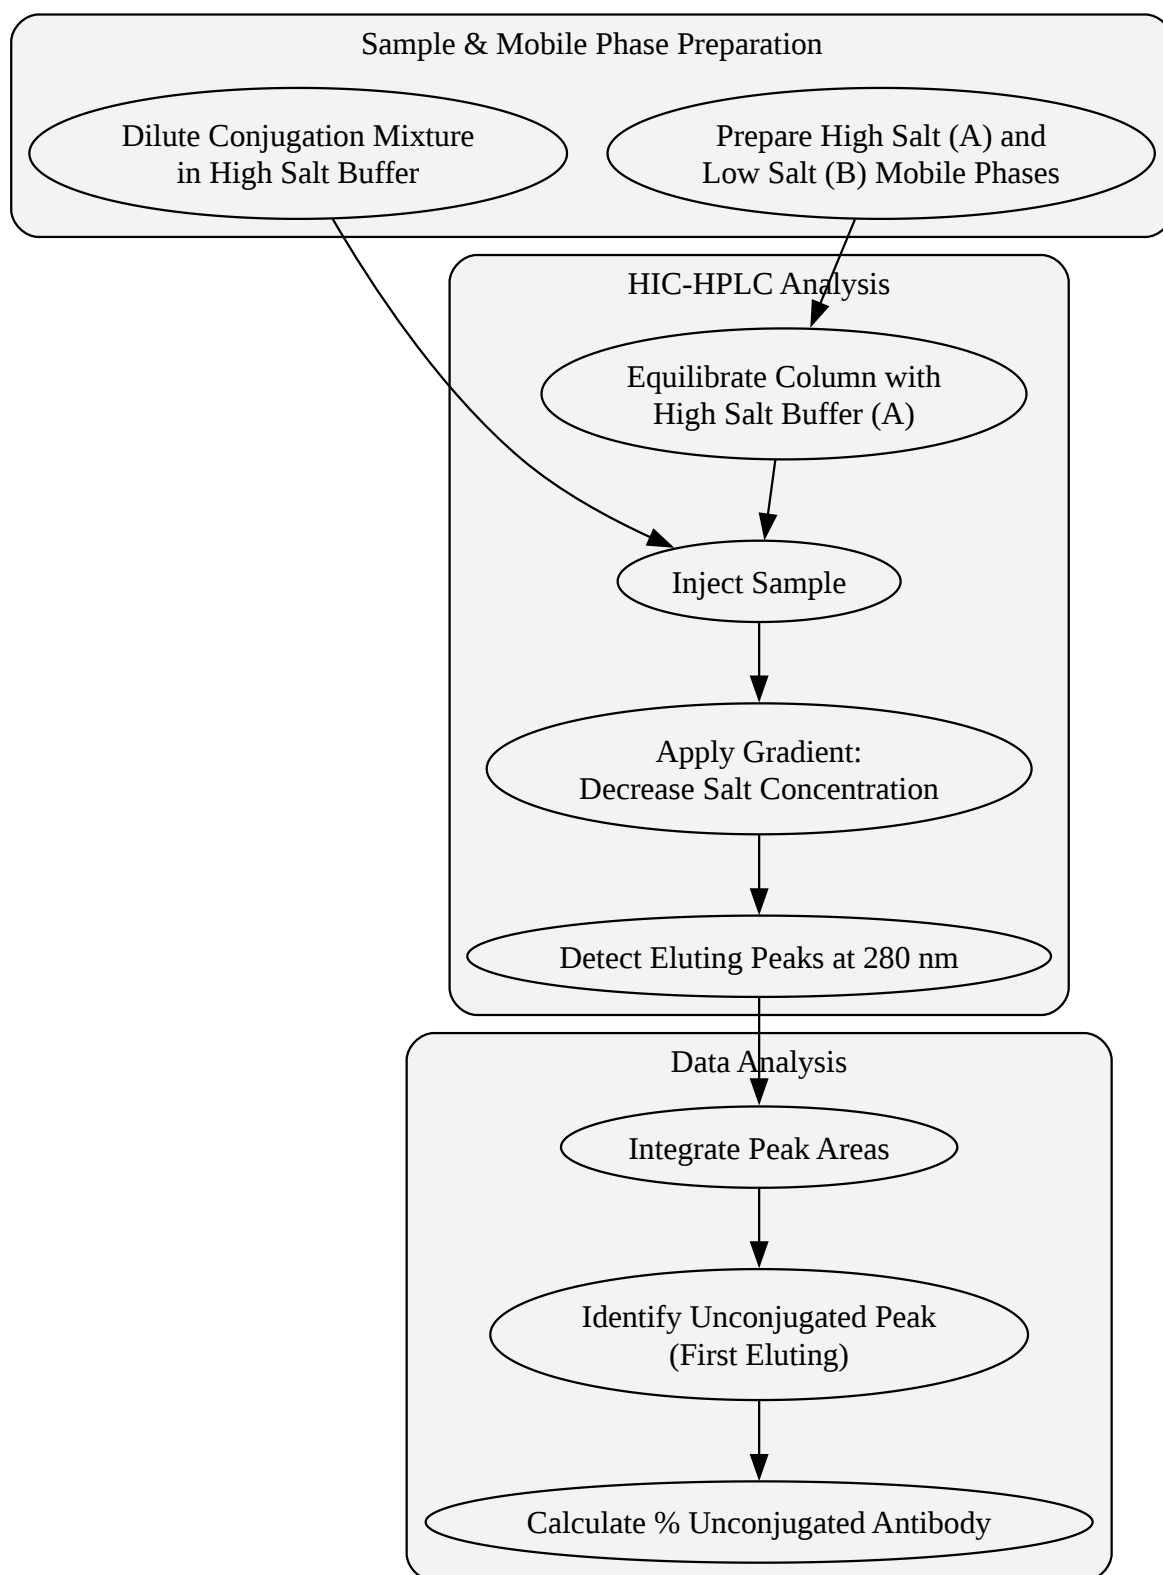 Sample & Mobile Phase Preparation
Dilute Conjugation Mixture
in High Salt Buffer
Prepare High Salt (A) and
Low Salt (B) Mobile Phases
HIC-HPLC Analysis
Equilibrate Column with
High Salt Buffer (A)
Inject Sample
Apply Gradient:
Decrease Salt Concentration
Detect Eluting Peaks at 280 nm
Data Analysis
Integrate Peak Areas
Identify Unconjugated Peak
(First Eluting)
Calculate % Unconjugated Antibody